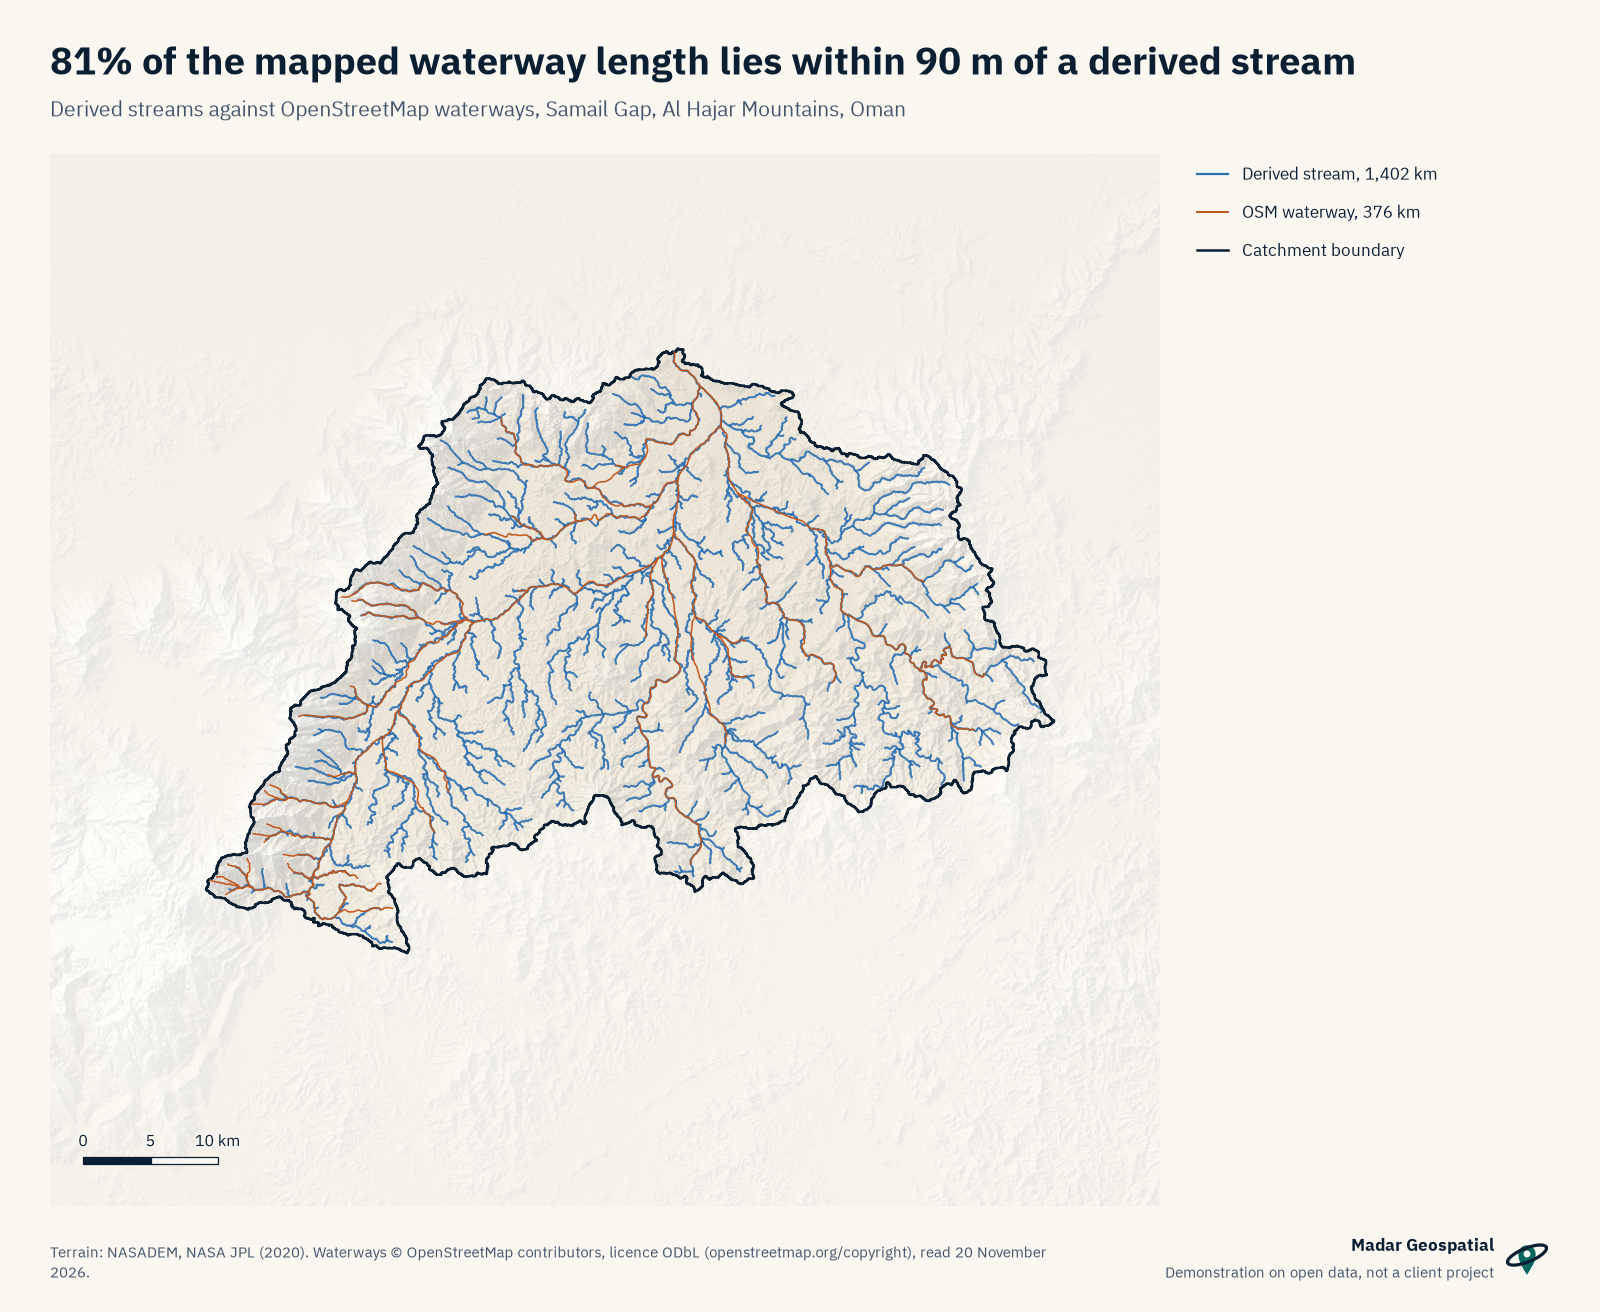 81% of the mapped waterway length lies within 90 m of a derived stream
Derived streams against OpenStreetMap waterways, Samail Gap, Al Hajar Mountains, Oman
Derived stream, 1,402 km
OSM waterway, 376 km
Catchment boundary
0 5 10 km
Terrain: NASADEM, NASA JPL (2020). Waterways © OpenStreetMap contributors, licence ODbL (openstreetmap.org/copyright), read 20 November
2026.
Madar Geospatial
Demonstration on open data, not a client project